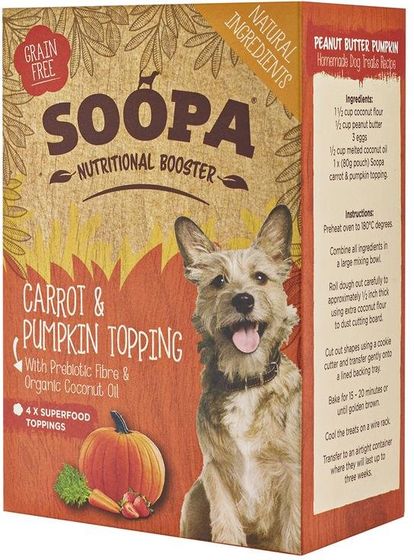 GRAIN
FREE
NATURAL
INGREDIENTS
SOOPA®
NUTRITIONAL BOOSTER
CARROT &
PUMPKIN TOPPING
With Prebiotic Fibre &
Organic Coconut Oil
4 X SUPERFOOD
TOPPINGS
PEANUT BUTTER PUMPKIN
Homemade Dog Treats Recipe
Ingredients:
1 ½ cup coconut flour
½ cup peanut butter
3 eggs
½ cup melted coconut oil
1 x (80g pouch) Soopa
carrot & pumpkin topping.
Instructions:
Preheat oven to 180°C degrees.
Combine all ingredients in
a large mixing bowl.
Roll dough out carefully to
approximately ½ inch thick
using extra coconut flour
to dust cutting board.
Cut out shapes using a cookie
cutter and transfer gently onto
a lined backing tray.
Bake for 15 - 20 minutes or
until golden brown.
Cool the treats on a wire rack.
Transfer to an airtight container
where they will last up to
three weeks.